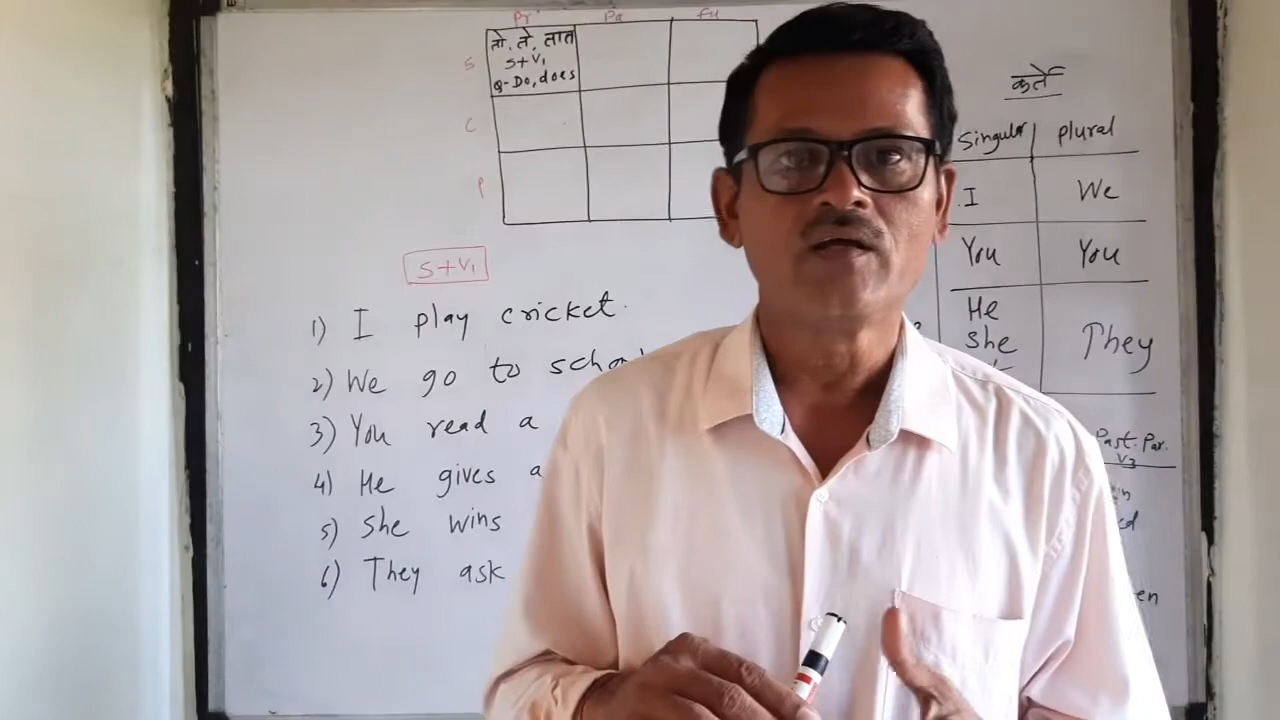 Pr Pa Fu
S
तो. ते. तात
S+V1
Q-Do, does
C
P
S+V1
1) I play cricket.
2) We go to
3) You read a
4) He gives a
5) She wins
6) They ask
कर्ते
Singular plural
I We
You You
He
She
They
Past. Par.
V3